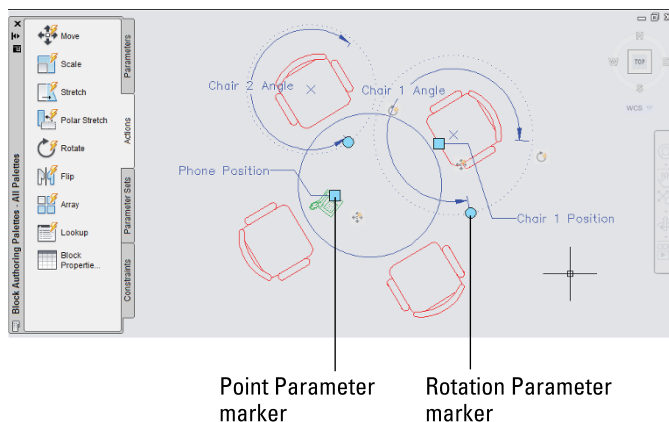 Block Authoring Palettes - All Palettes
Move
Scale
Stretch
Polar Stretch
Rotate
Flip
Array
Lookup
Block
Propertie...
Parameters
Actions
Parameter Sets
Constraints
Chair 2 Angle
Chair 1 Angle
Phone Position
Chair 1 Position
N
W
TOP
E
S
WCS
Point Parameter
marker
Rotation Parameter
marker